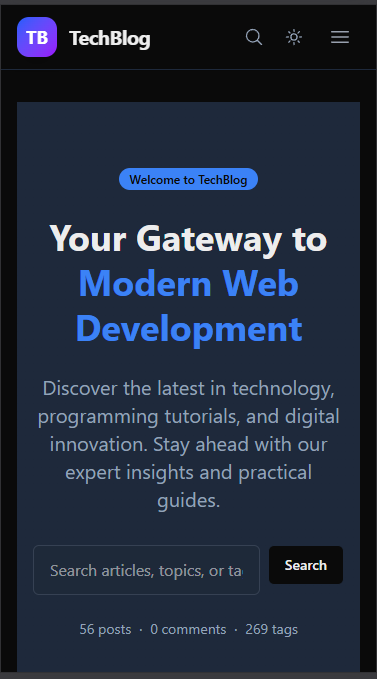 TB TechBlog
Welcome to TechBlog
Your Gateway to
Modern Web
Development
Discover the latest in technology,
programming tutorials, and digital
innovation. Stay ahead with our
expert insights and practical
guides.
Search articles, topics, or ta
Search
56 posts · 0 comments · 269 tags